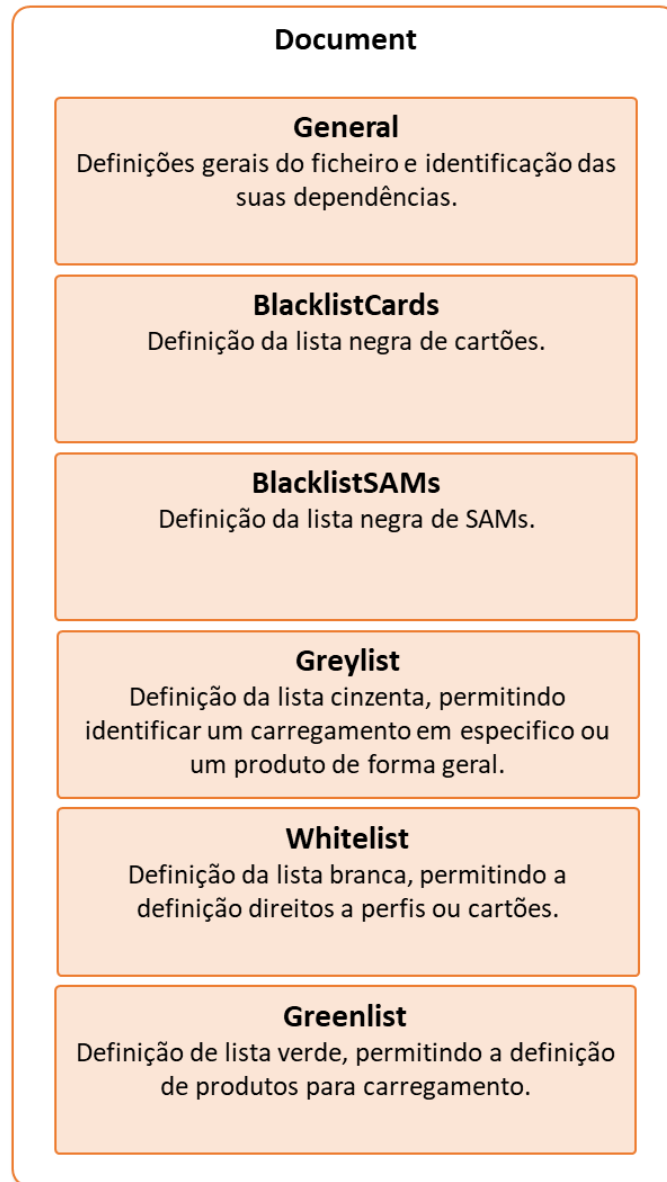 Document
General
Definições gerais do ficheiro e identificação das
suas dependências.
BlacklistCards
Definição da lista negra de cartões.
BlacklistSAMs
Definição da lista negra de SAMs.
Greylist
Definição da lista cinzenta, permitindo
identificar um carregamento em especifico ou
um produto de forma geral.
Whitelist
Definição da lista branca, permitindo a
definição direitos a perfis ou cartões.
Greenlist
Definição de lista verde, permitindo a definição
de produtos para carregamento.